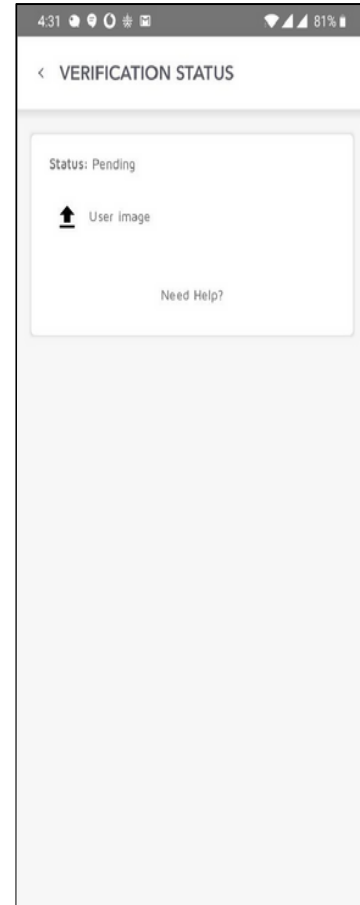 4:31 81%
VERIFICATION STATUS
Status: Pending
User image
Need Help?